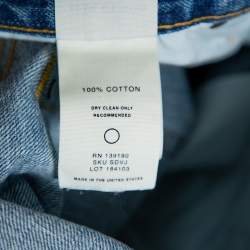 100% COTTON
DRY CLEAN ONLY
RECOMMENDED
RN 139180
SKU SDVJ
LOT 184103
MADE IN THE UNITED STATES